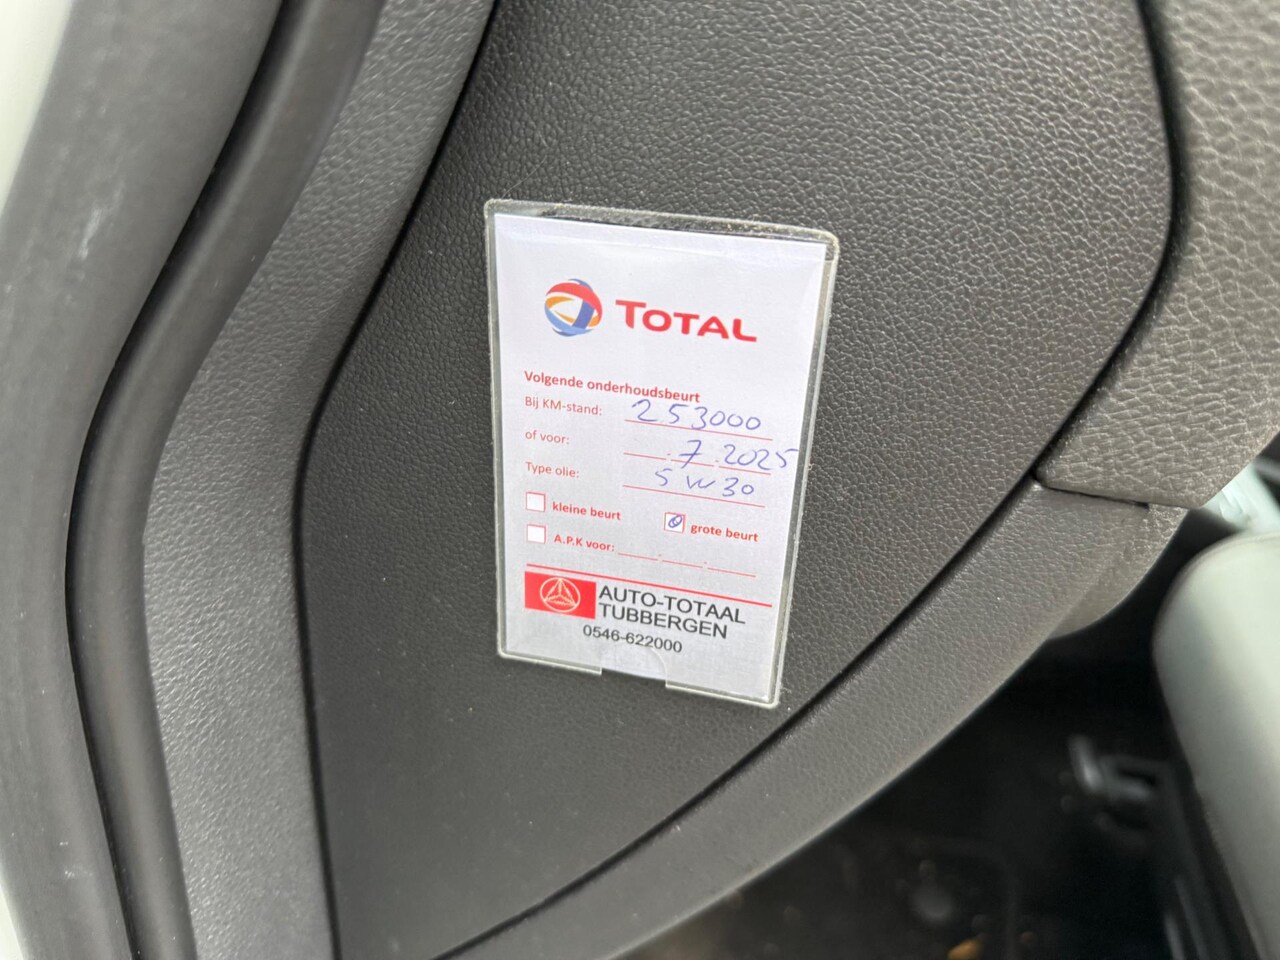 TOTAL
Volgende onderhoudsbeurt
Bij KM-stand: 253000
of voor: .7.2025
Type olie: 5W30
kleine beurt grote beurt
A.P.K voor:
AUTO-TOTAAL
TUBBERGEN
0546-622000